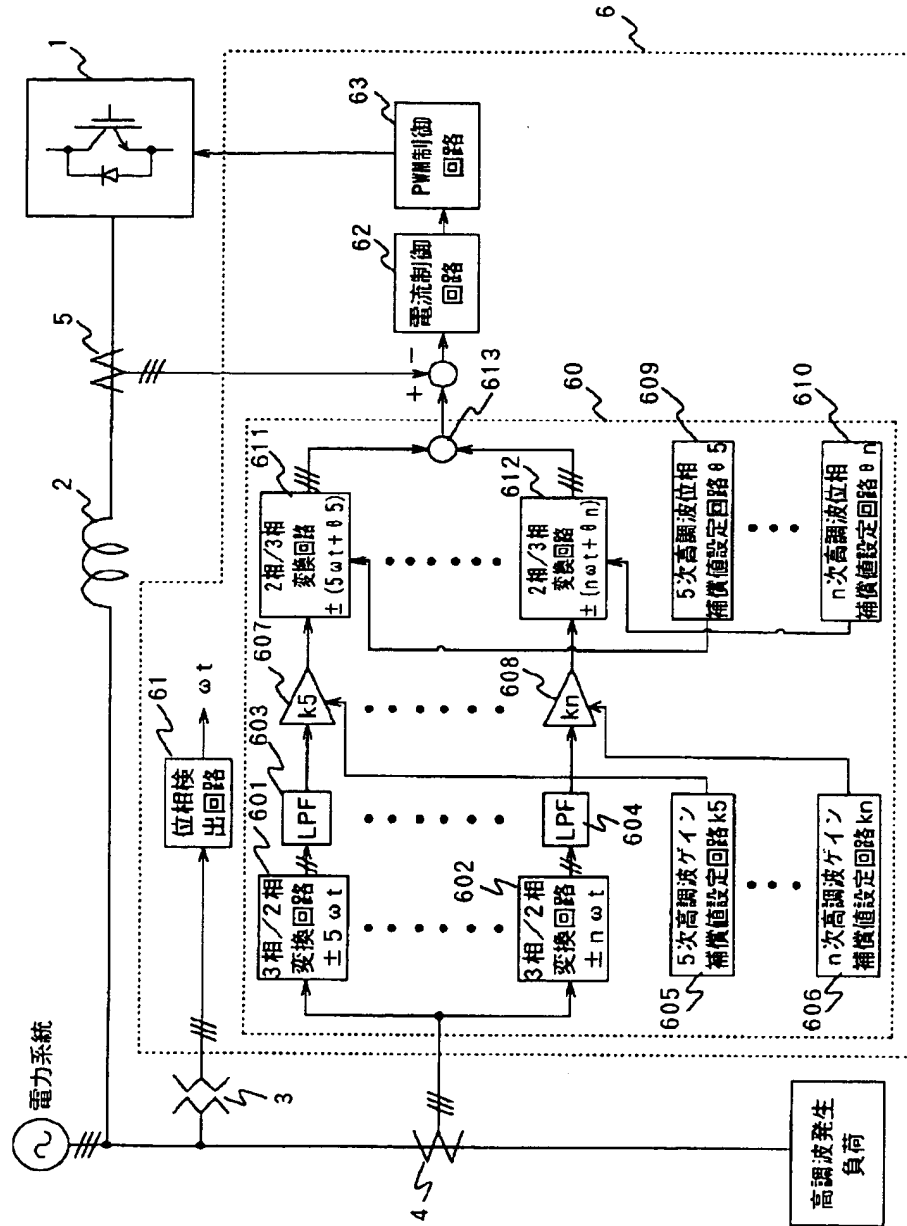 電力系統
3
4
高調波発生
負荷
2
5
1
6
61
位相検
出回路
ωt
60
601
3相/2相
変換回路
±5ωt
602
3相/2相
変換回路
±nωt
603
LPF
604
LPF
605
5次高調波ゲイン
補償値設定回路k5
606
n次高調波ゲイン
補償値設定回路kn
607
k5
608
kn
611
2相/3相
変換回路
±(5ωt+θ5)
612
2相/3相
変換回路
±(nωt+θn)
609
5次高調波位相
補償値設定回路θ5
610
n次高調波位相
補償値設定回路θn
613
+
−
62
電流制御
回路
63
PWM制御
回路